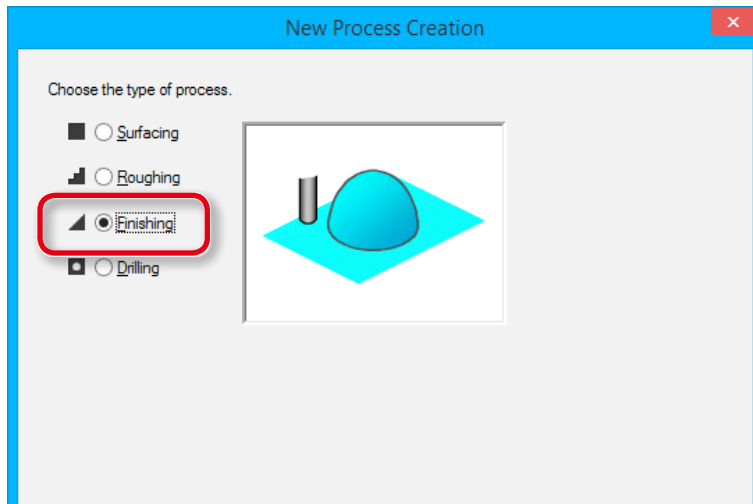 New Process Creation
Choose the type of process.
Surfacing
Roughing
Finishing
Drilling